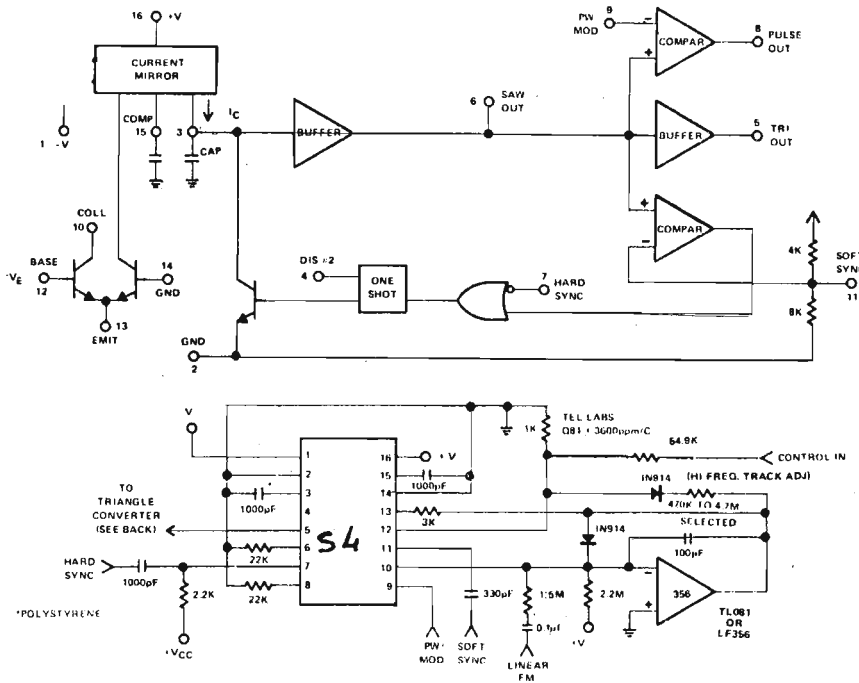 16 +V
CURRENT
MIRROR
1 -V
COMP
15
3
IC
CAP
BUFFER
6 SAW
OUT
PW
MOD
9
COMPAR
8 PULSE
OUT
BUFFER
5 TRI
OUT
COMPAR
4K
SOFT
SYNC
11
8K
COLL
10
BASE
VE
12
14
GND
13
EMIT
DIS #2
4
ONE
SHOT
7
HARD
SYNC
GND
2
V
1K
TEL LABS
Q81 + 3600ppm/C
64.9K
CONTROL IN
1
2
3
4
5
6
7
8
S4
16
15
14
13
12
11
10
9
+V
1000pF
1000pF
3K
IN914
(HI FREQ. TRACK ADJ)
470K TO 4.7M
SELECTED
IN914
100pF
TO
TRIANGLE
CONVERTER
(SEE BACK)
HARD
SYNC
1000pF
2.2K
+VCC
22K
22K
*POLYSTYRENE
PW
MOD
330pF
SOFT
SYNC
1.6M
0.1µF
LINEAR
FM
2.2M
+V
356
TL081
OR
LF356